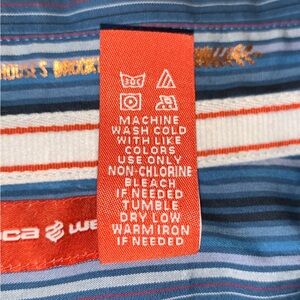 30C
MACHINE
WASH COLD
WITH LIKE
COLORS
USE ONLY
NON-CHLORINE
BLEACH
IF NEEDED
TUMBLE
DRY LOW
WARM IRON
IF NEEDED